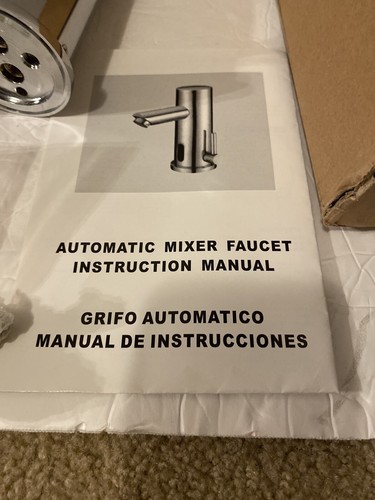 AUTOMATIC MIXER FAUCET
INSTRUCTION MANUAL
GRIFO AUTOMATICO
MANUAL DE INSTRUCCIONES